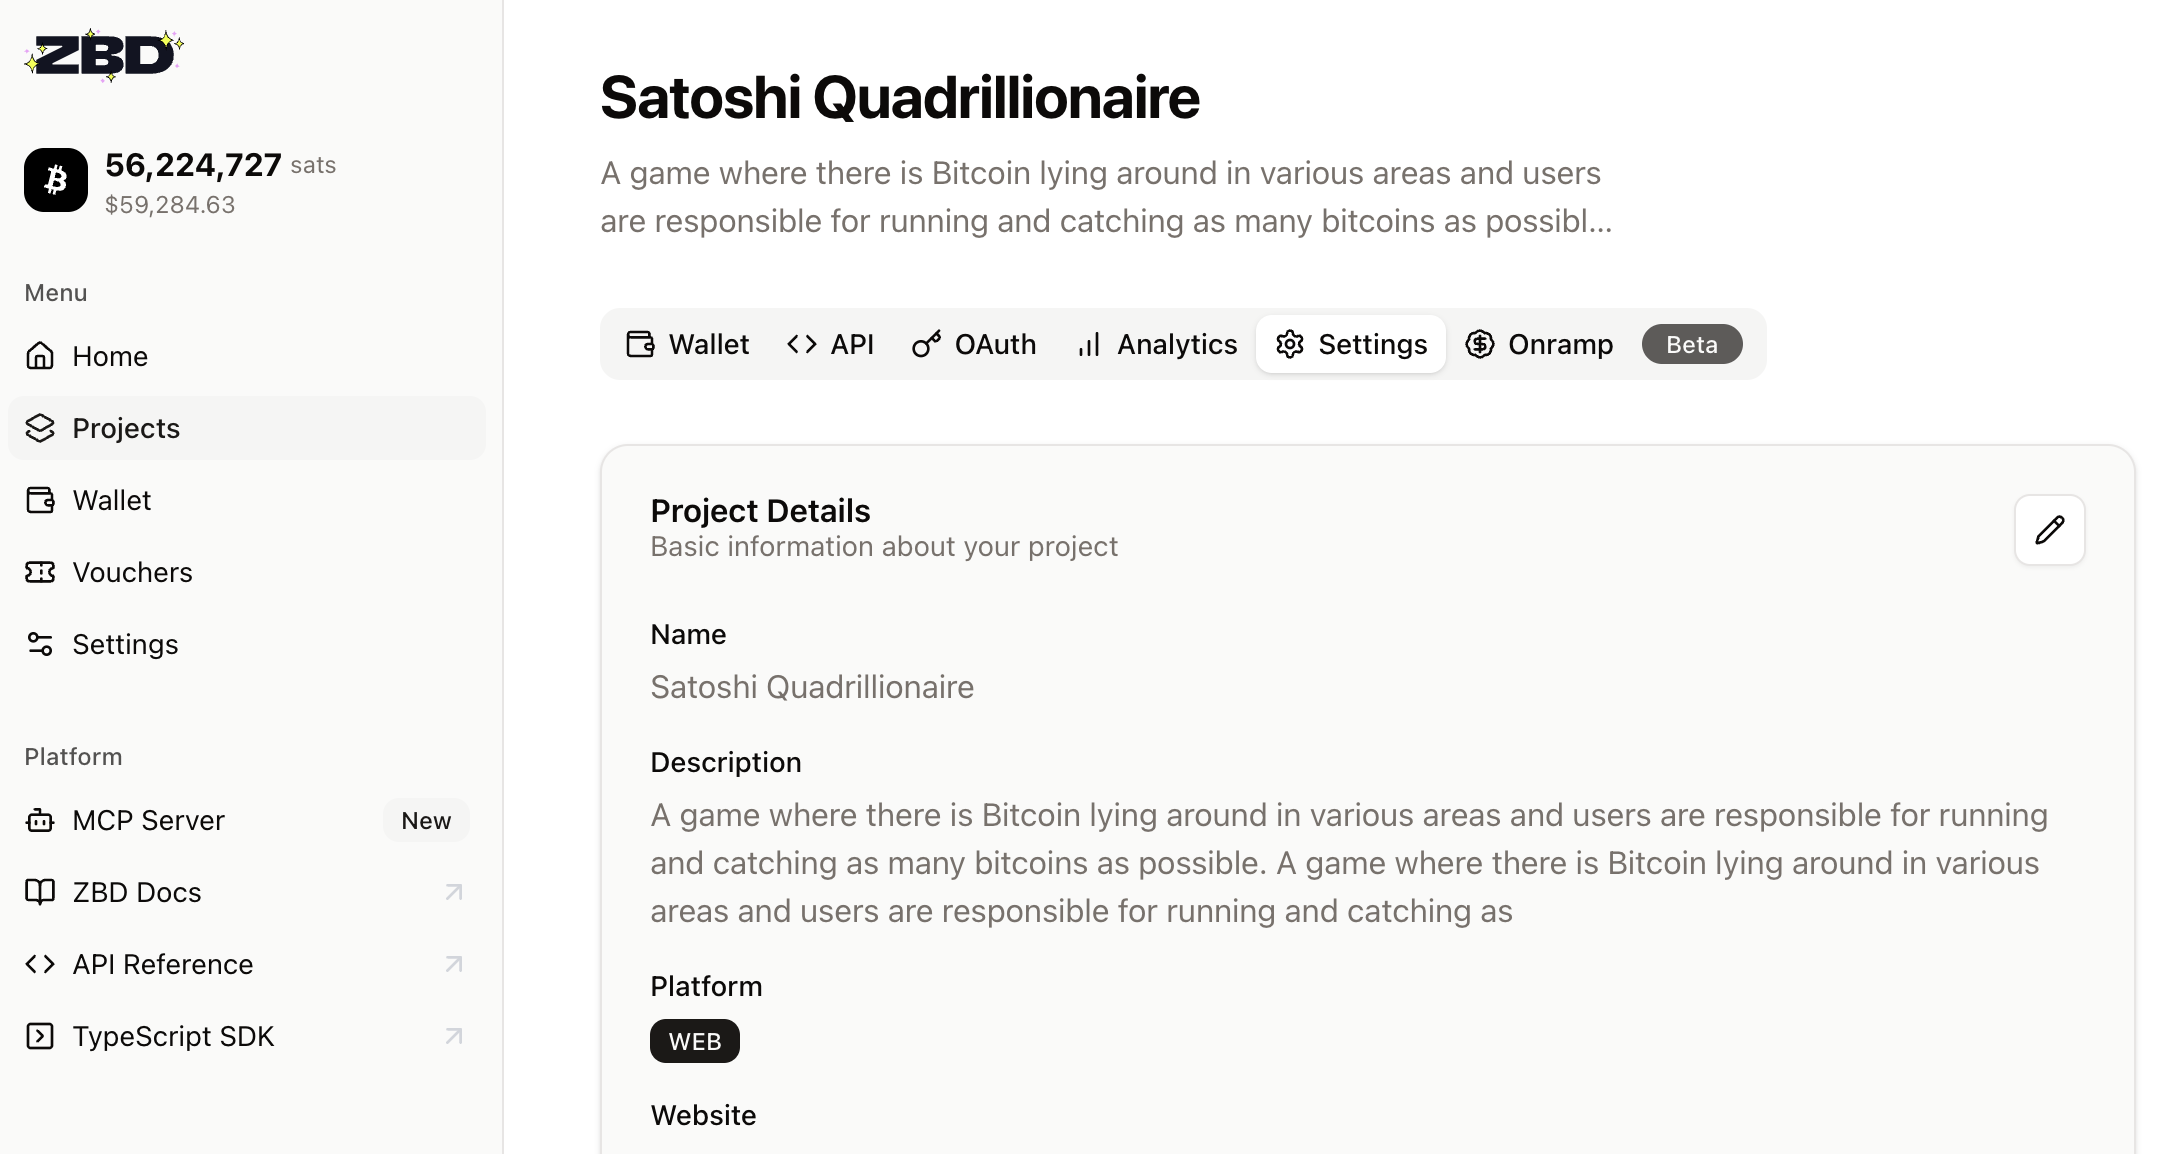 ZBD
56,224,727 sats
$59,284.63
Menu
Home
Projects
Wallet
Vouchers
Settings
Platform
MCP Server New
ZBD Docs
API Reference
TypeScript SDK
Satoshi Quadrillionaire
A game where there is Bitcoin lying around in various areas and users
are responsible for running and catching as many bitcoins as possibl...
Wallet API OAuth Analytics Settings Onramp Beta
Project Details
Basic information about your project
Name
Satoshi Quadrillionaire
Description
A game where there is Bitcoin lying around in various areas and users are responsible for running
and catching as many bitcoins as possible. A game where there is Bitcoin lying around in various
areas and users are responsible for running and catching as
Platform
WEB
Website